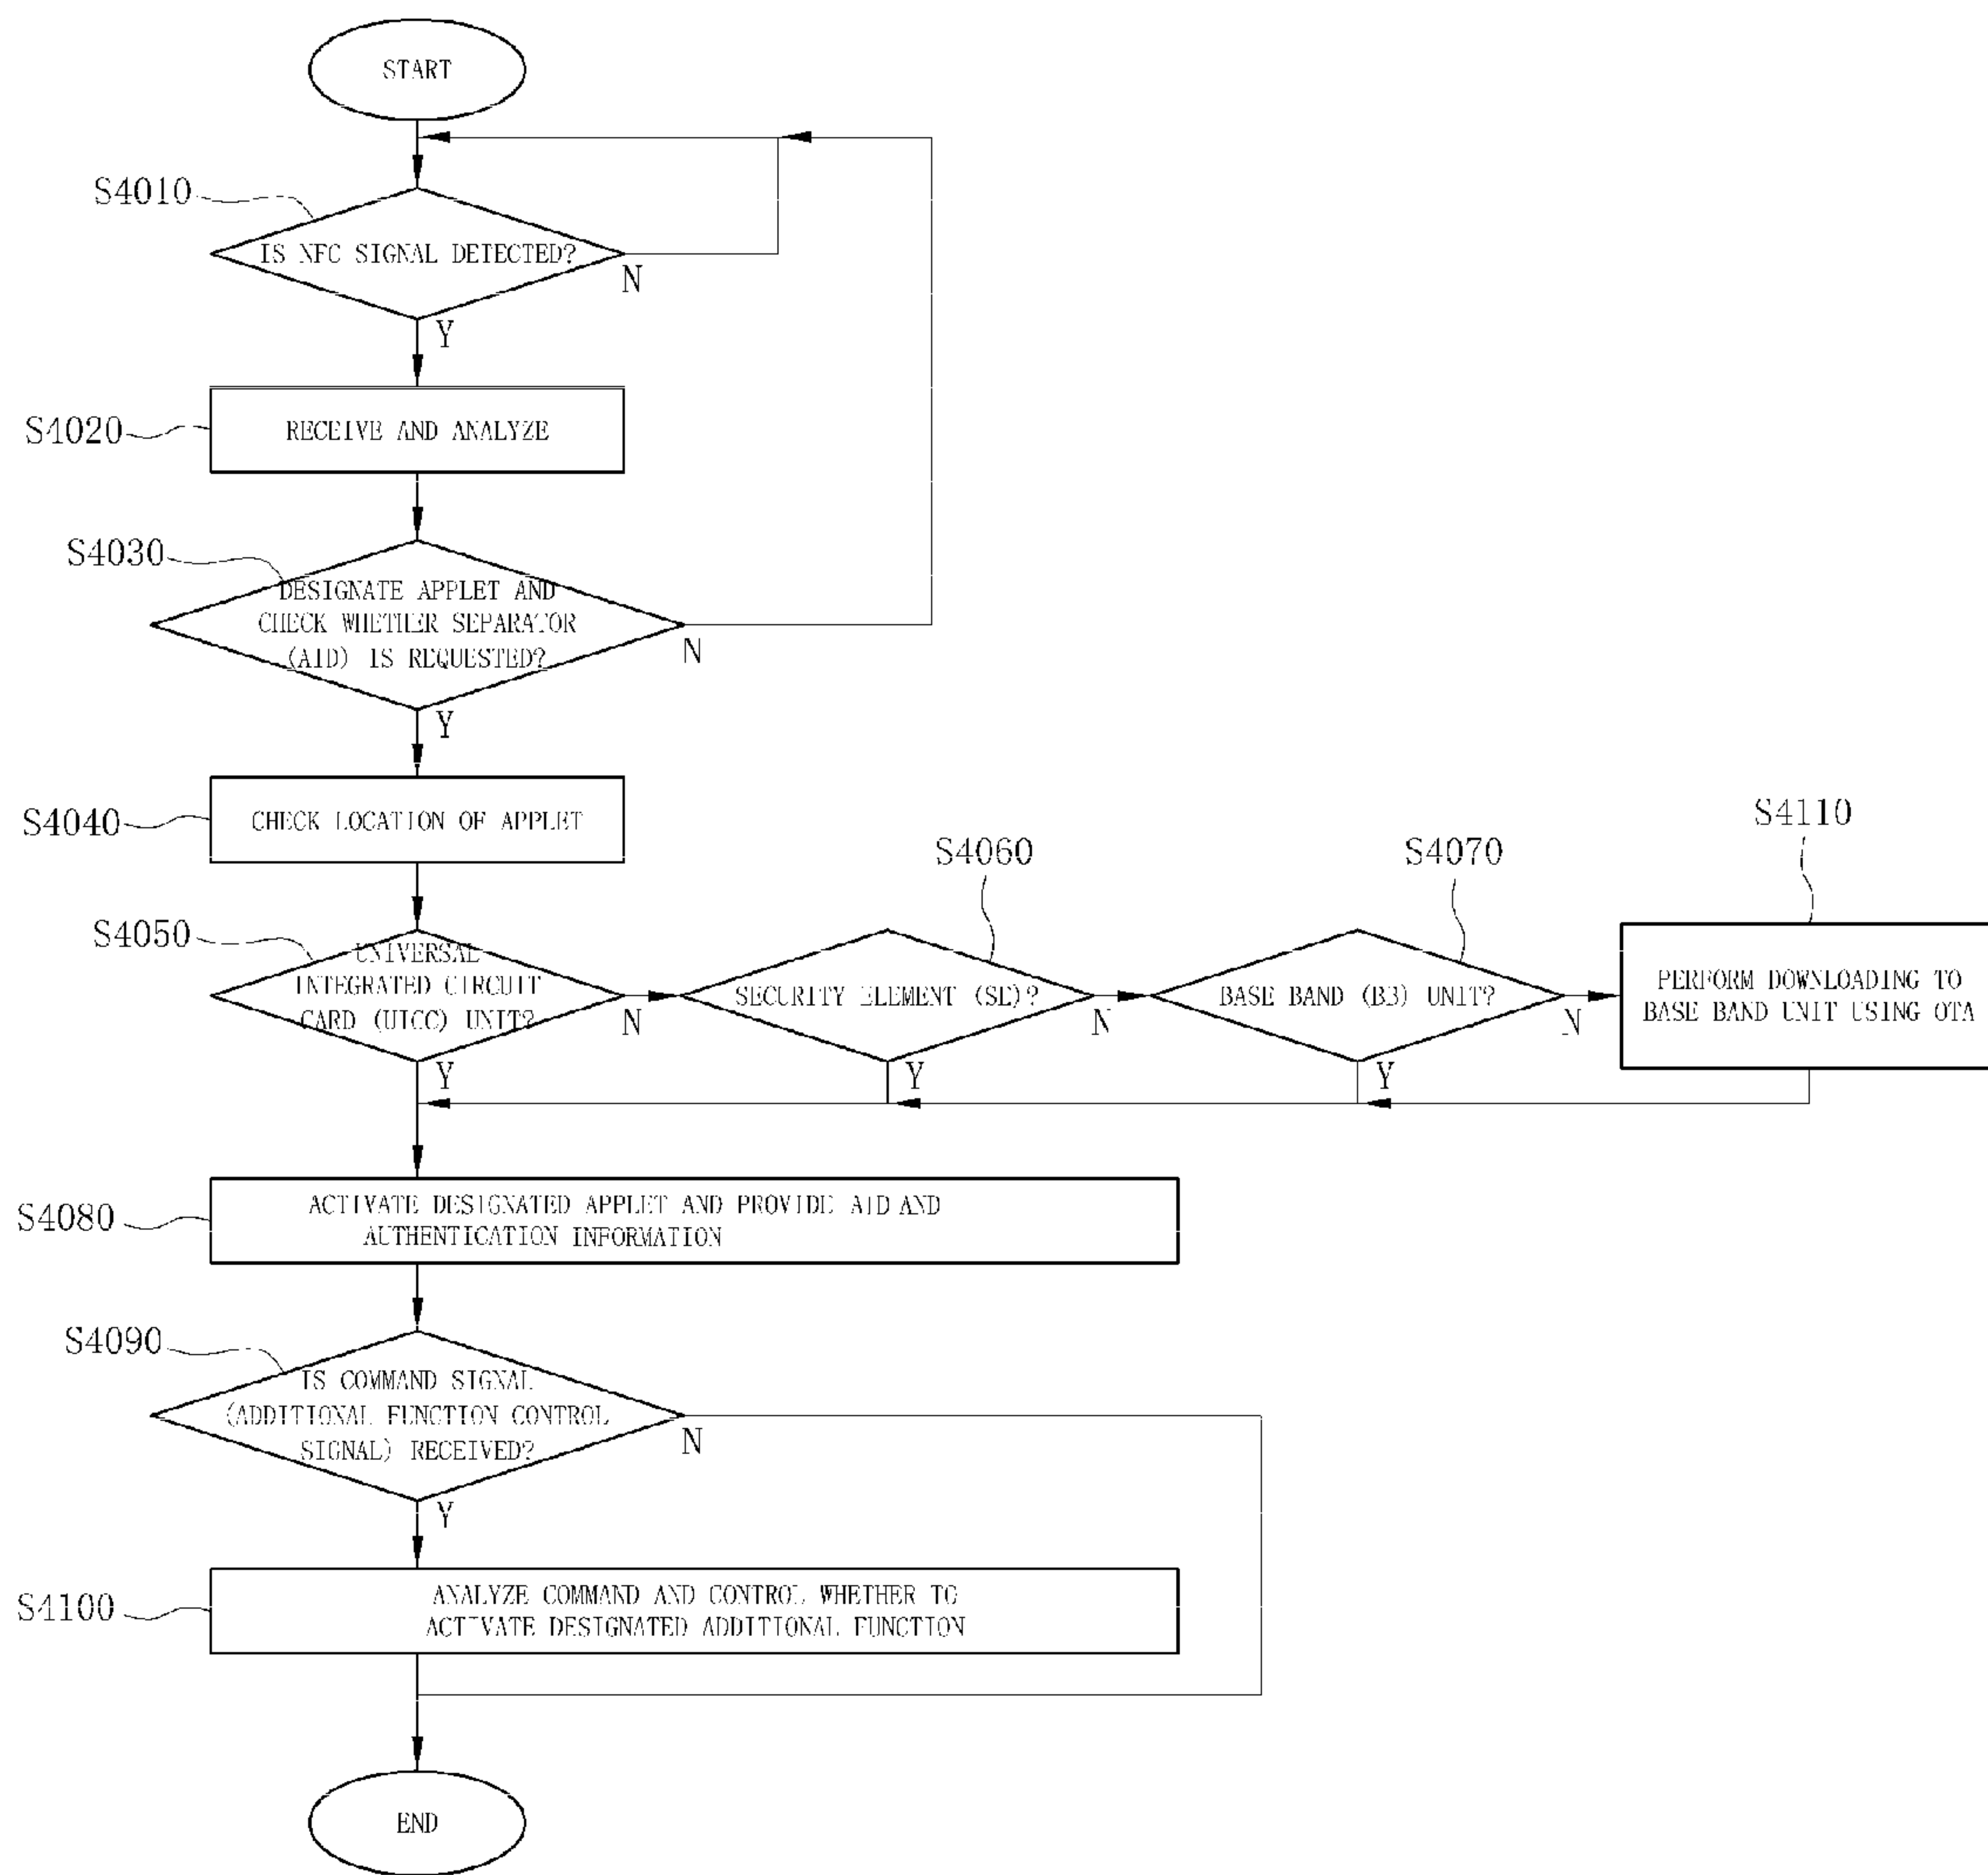 START
S4010
IS NFC SIGNAL DETECTED?
N
Y
S4020
RECEIVE AND ANALYZE
S4030
DESIGNATE APPLET AND
CHECK WHETHER SEPARATOR
(AID) IS REQUESTED?
N
Y
S4040
CHECK LOCATION OF APPLET
S4050
UNIVERSAL
INTEGRATED CIRCUIT
CARD (UICC) UNIT?
N
Y
S4060
SECURITY ELEMENT (SE)?
N
Y
S4070
BASE BAND (BB) UNIT?
N
Y
S4110
PERFORM DOWNLOADING TO
BASE BAND UNIT USING OTA
S4080
ACTIVATE DESIGNATED APPLET AND PROVIDE AID AND
AUTHENTICATION INFORMATION
S4090
IS COMMAND SIGNAL
(ADDITIONAL FUNCTION CONTROL
SIGNAL) RECEIVED?
N
Y
S4100
ANALYZE COMMAND AND CONTROL WHETHER TO
ACTIVATE DESIGNATED ADDITIONAL FUNCTION
END